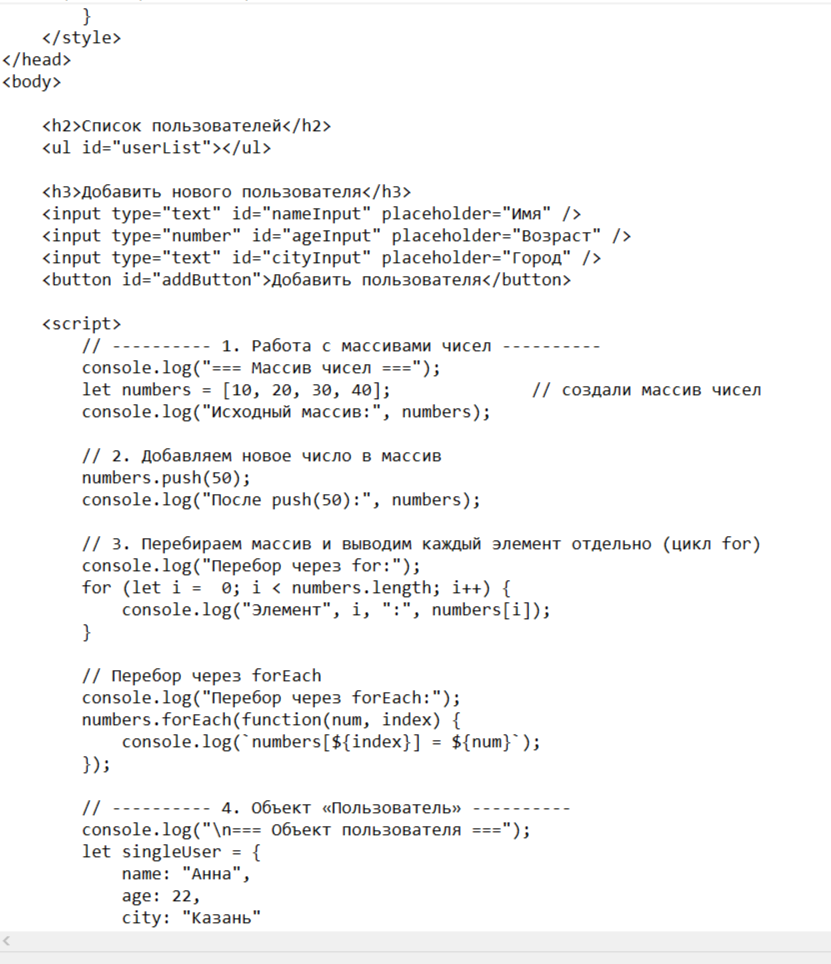 }
    </style>
</head>
<body>

    <h2>Список пользователей</h2>
    <ul id="userList"></ul>

    <h3>Добавить нового пользователя</h3>
    <input type="text" id="nameInput" placeholder="Имя" />
    <input type="number" id="ageInput" placeholder="Возраст" />
    <input type="text" id="cityInput" placeholder="Город" />
    <button id="addButton">Добавить пользователя</button>

    <script>
        // ---------- 1. Работа с массивами чисел ----------
        console.log("=== Массив чисел ===");
        let numbers = [10, 20, 30, 40];              // создали массив чисел
        console.log("Исходный массив:", numbers);

        // 2. Добавляем новое число в массив
        numbers.push(50);
        console.log("После push(50):", numbers);

        // 3. Перебираем массив и выводим каждый элемент отдельно (цикл for)
        console.log("Перебор через for:");
        for (let i =  0; i < numbers.length; i++) {
            console.log("Элемент", i, ":", numbers[i]);
        }

        // Перебор через forEach
        console.log("Перебор через forEach:");
        numbers.forEach(function(num, index) {
            console.log(`numbers[${index}] = ${num}`);
        });

        // ---------- 4. Объект «Пользователь» ----------
        console.log("\n=== Объект пользователя ===");
        let singleUser = {
            name: "Анна",
            age: 22,
            city: "Казань"